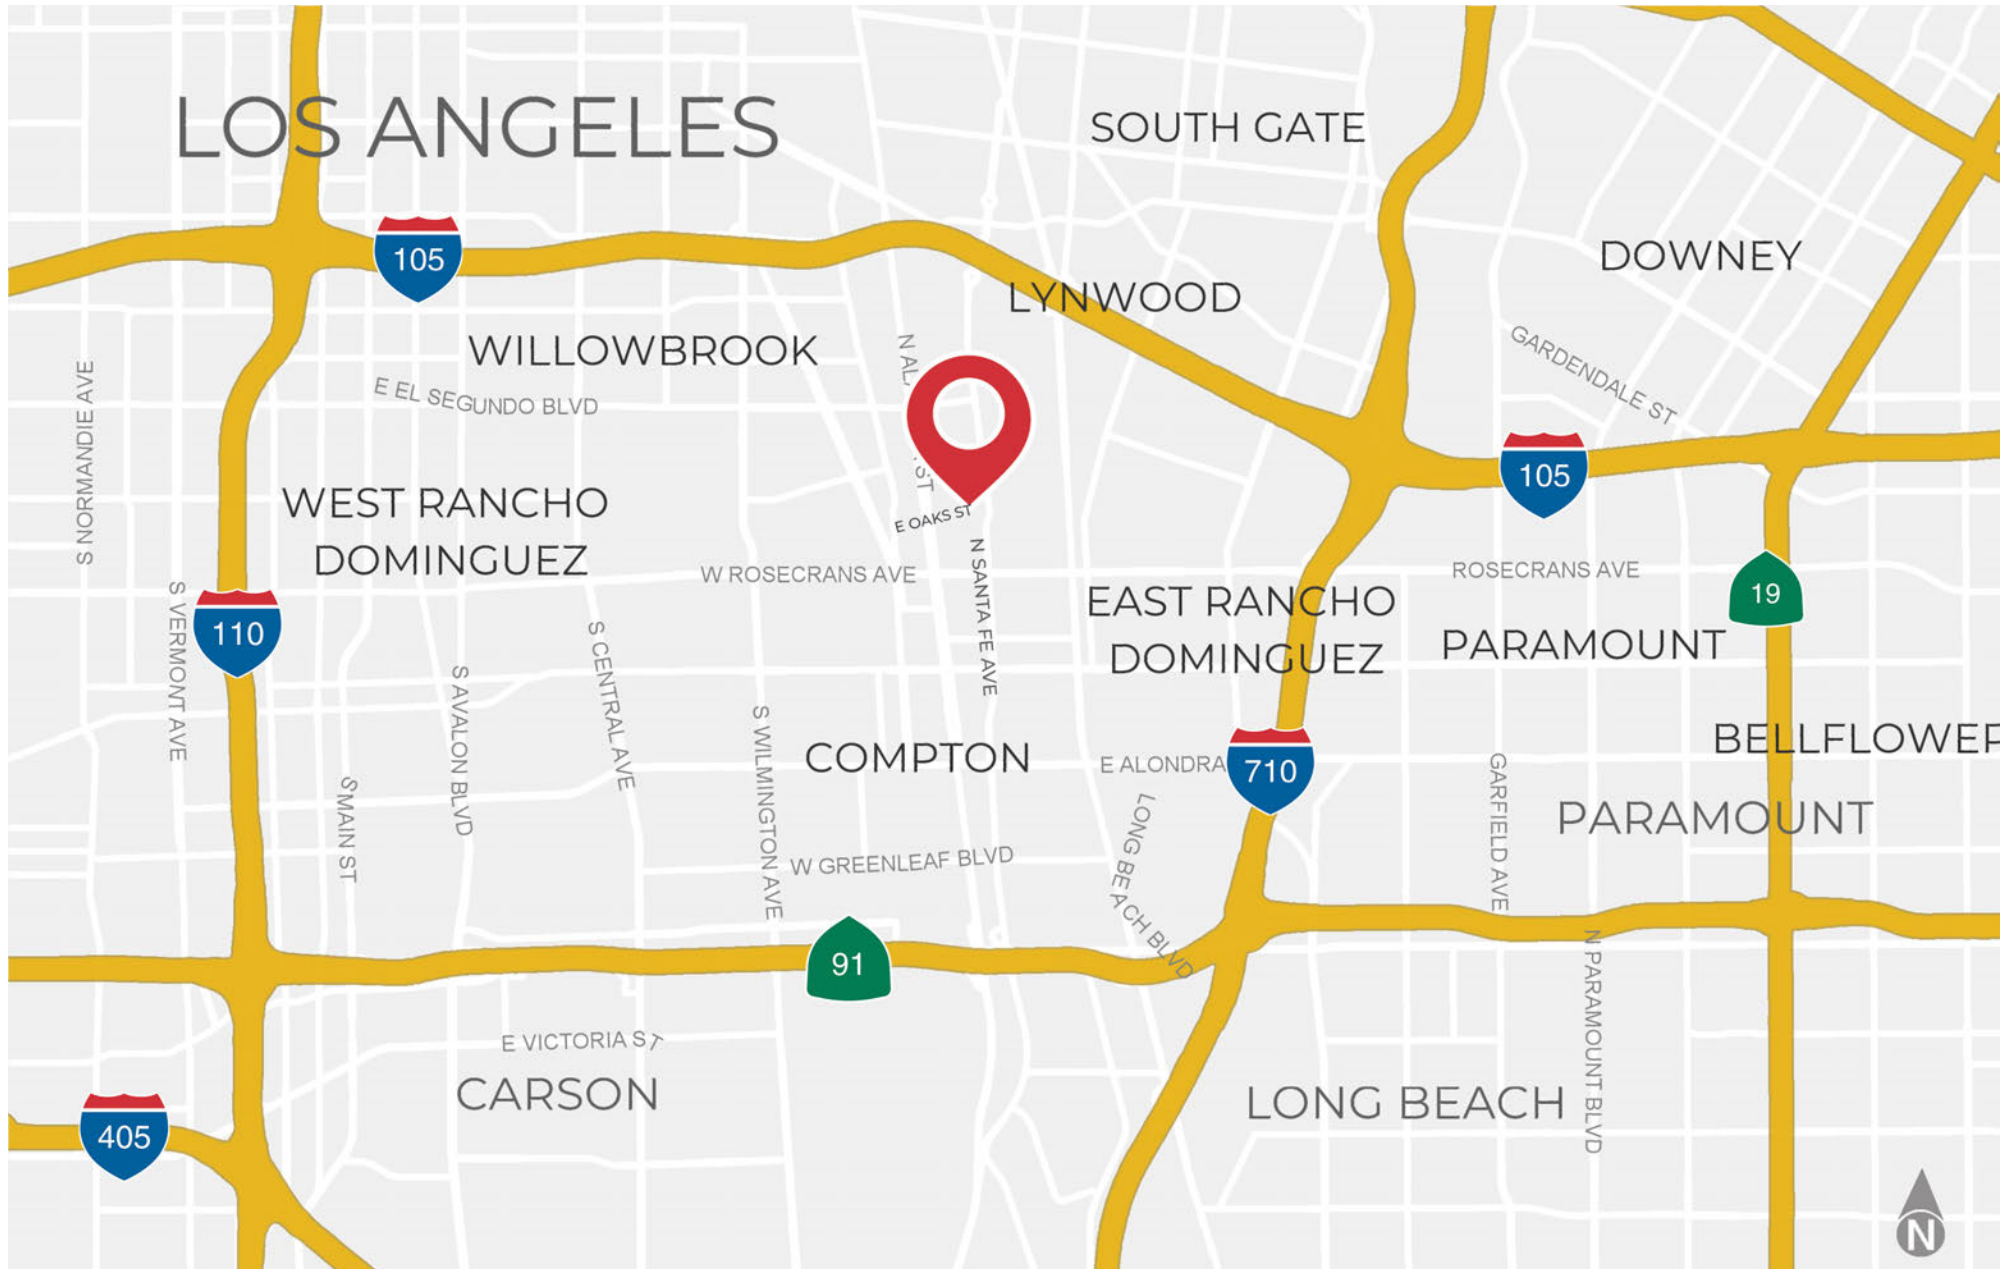 LOS ANGELES
SOUTH GATE
105
DOWNEY
LYNWOOD
WILLOWBROOK
N AL
GARDENDALE ST
S NORMANDIE AVE
E EL SEGUNDO BLVD
105
ST
WEST RANCHO
DOMINGUEZ
E OAKS ST
W ROSECRANS AVE
N SANTA FE AVE
ROSECRANS AVE
EAST RANCHO
DOMINGUEZ
19
110
S VERMONT AVE
S CENTRAL AVE
PARAMOUNT
S AVALON BLVD
S WILMINGTON AVE
BELLFLOWER
COMPTON
E ALONDRA
710
S MAIN ST
GARFIELD AVE
PARAMOUNT
LONG BEACH BLVD
W GREENLEAF BLVD
91
N PARAMOUNT BLVD
E VICTORIA ST
CARSON
LONG BEACH
405
N